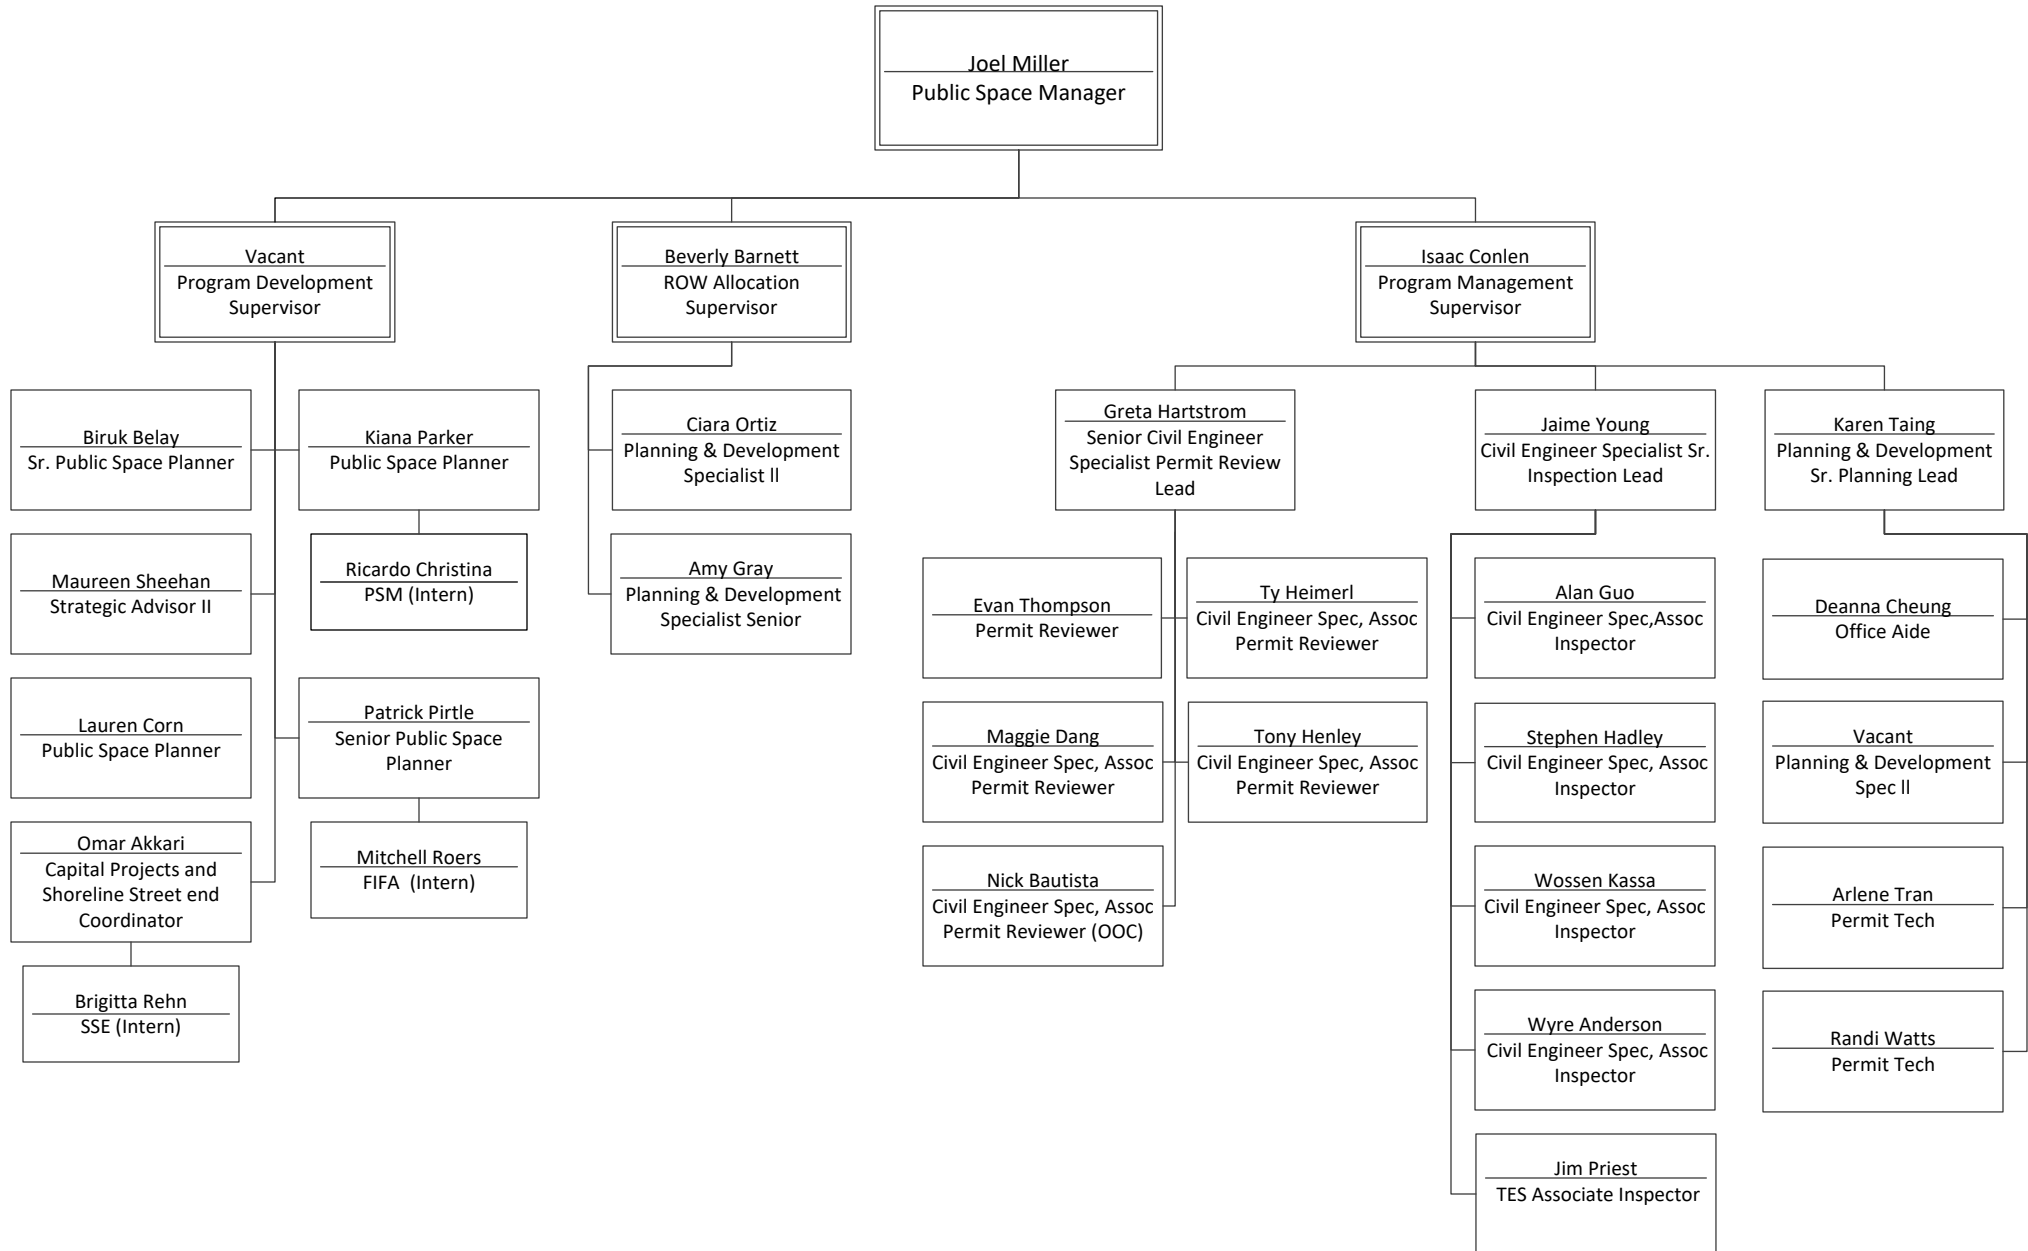 Joel Miller
Public Space Manager
Vacant
Program Development
Supervisor
Beverly Barnett
ROW Allocation
Supervisor
Isaac Conlen
Program Management
Supervisor
Biruk Belay
Sr. Public Space Planner
Kiana Parker
Public Space Planner
Ricardo Christina
PSM (Intern)
Maureen Sheehan
Strategic Advisor II
Lauren Corn
Public Space Planner
Patrick Pirtle
Senior Public Space
Planner
Mitchell Roers
FIFA  (Intern)
Omar Akkari
Capital Projects and
Shoreline Street end
Coordinator
Brigitta Rehn
SSE (Intern)
Ciara Ortiz
Planning & Development
Specialist ll
Amy Gray
Planning & Development
Specialist Senior
Greta Hartstrom
Senior Civil Engineer
Specialist Permit Review
Lead
Evan Thompson
Permit Reviewer
Ty Heimerl
Civil Engineer Spec, Assoc
Permit Reviewer
Maggie Dang
Civil Engineer Spec, Assoc
Permit Reviewer
Tony Henley
Civil Engineer Spec, Assoc
Permit Reviewer
Nick Bautista
Civil Engineer Spec, Assoc
Permit Reviewer (OOC)
Jaime Young
Civil Engineer Specialist Sr.
Inspection Lead
Alan Guo
Civil Engineer Spec,Assoc
Inspector
Stephen Hadley
Civil Engineer Spec, Assoc
Inspector
Wossen Kassa
Civil Engineer Spec, Assoc
Inspector
Wyre Anderson
Civil Engineer Spec, Assoc
Inspector
Jim Priest
TES Associate Inspector
Karen Taing
Planning & Development
Sr. Planning Lead
Deanna Cheung
Office Aide
Vacant
Planning & Development
Spec ll
Arlene Tran
Permit Tech
Randi Watts
Permit Tech